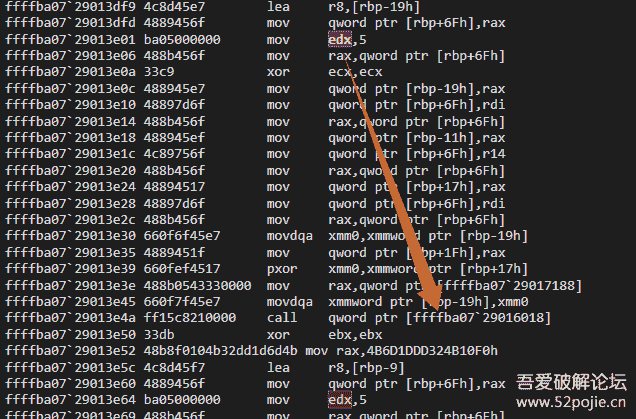 ffffba07`29013df9 4c8d45e7 lea r8,[rbp-19h]
ffffba07`29013dfd 4889456f mov qword ptr [rbp+6Fh],rax
ffffba07`29013e01 ba05000000 mov edx,5
ffffba07`29013e06 488b456f mov rax,qword ptr [rbp+6Fh]
ffffba07`29013e0a 33c9 xor ecx,ecx
ffffba07`29013e0c 488945e7 mov qword ptr [rbp-19h],rax
ffffba07`29013e10 48897d6f mov qword ptr [rbp+6Fh],rdi
ffffba07`29013e14 488b456f mov rax,qword ptr [rbp+6Fh]
ffffba07`29013e18 488945ef mov qword ptr [rbp-11h],rax
ffffba07`29013e1c 4c89756f mov qword ptr [rbp+6Fh],r14
ffffba07`29013e20 488b456f mov rax,qword ptr [rbp+6Fh]
ffffba07`29013e24 48894517 mov qword ptr [rbp+17h],rax
ffffba07`29013e28 48897d6f mov qword ptr [rbp+6Fh],rdi
ffffba07`29013e2c 488b456f mov rax,qword ptr [rbp+6Fh]
ffffba07`29013e30 660f6f45e7 movdqa xmm0,xmmword ptr [rbp-19h]
ffffba07`29013e35 4889451f mov qword ptr [rbp+1Fh],rax
ffffba07`29013e39 660fef4517 pxor xmm0,xmmword ptr [rbp+17h]
ffffba07`29013e3e 488b0543330000 mov rax,qword ptr [ffffba07`29017188]
ffffba07`29013e45 660f7f45e7 movdqa xmmword ptr [rbp-19h],xmm0
ffffba07`29013e4a ff15c8210000 call qword ptr [ffffba07`29016018]
ffffba07`29013e50 33db xor ebx,ebx
ffffba07`29013e52 48b8f0104b32dd1d6d4b mov rax,4B6D1DDD324B10F0h
ffffba07`29013e5c 4c8d45f7 lea r8,[rbp-9]
ffffba07`29013e60 4889456f mov qword ptr [rbp+6Fh],rax
ffffba07`29013e64 ba05000000 mov edx,5
ffffba07`29013e69 488b456f mov rax,qword ptr [rbp+6Fh]
吾爱破解论坛
www.52pojie.cn